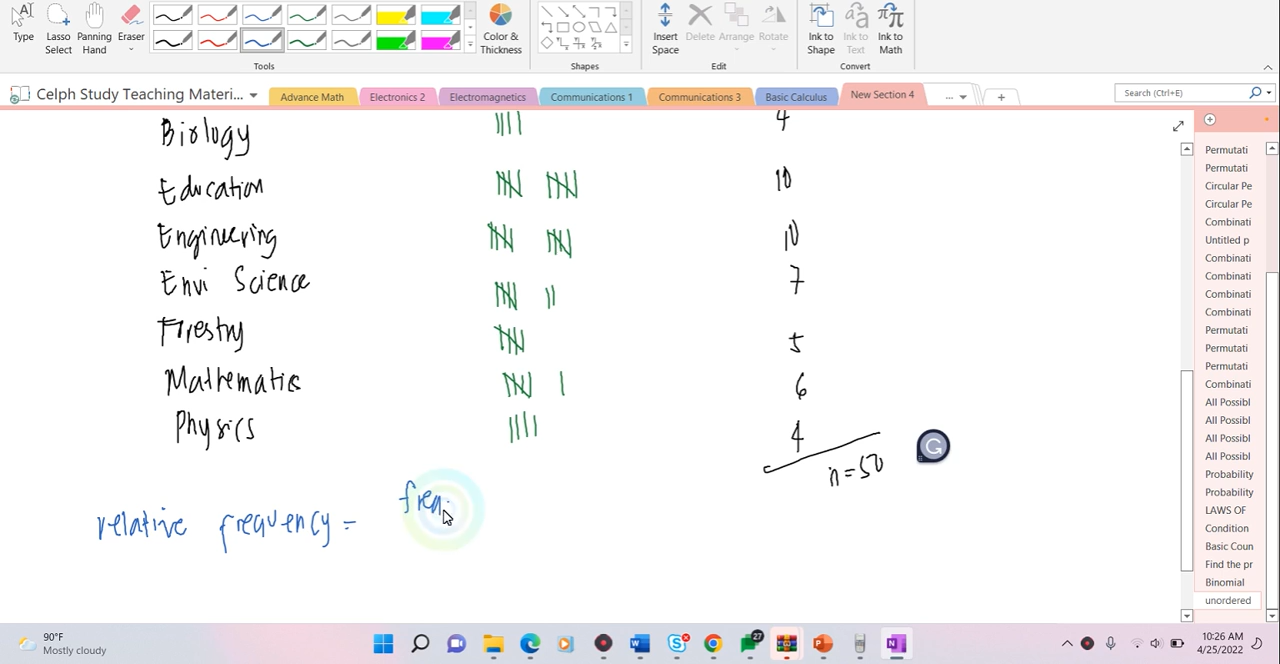 Type
Lasso Select
Panning Hand
Eraser
Color & Thickness
Insert Space
Delete
Arrange
Rotate
Ink to Shape
Ink to Text
Ink to Math
Tools
Shapes
Edit
Convert
Celph Study Teaching Materi...
Advance Math
Electronics 2
Electromagnetics
Communications 1
Communications 3
Basic Calculus
New Section 4
...
Search (Ctrl+E)
Biology 4
Education 10
Engineering 10
Envi Science 7
Forestry 5
Mathematics 6
Physics 4
n=50
relative frequency = freq.
Permutati
Permutati
Circular Pe
Circular Pe
Combinati
Untitled p
Combinati
Combinati
Combinati
Combinati
Permutati
Permutati
Permutati
Combinati
All Possibl
All Possibl
All Possibl
All Possibl
Probability
Probability
LAWS OF
Condition
Basic Coun
Find the pr
Binomial
unordered
90°F
Mostly cloudy
27
10:26 AM
4/25/2022